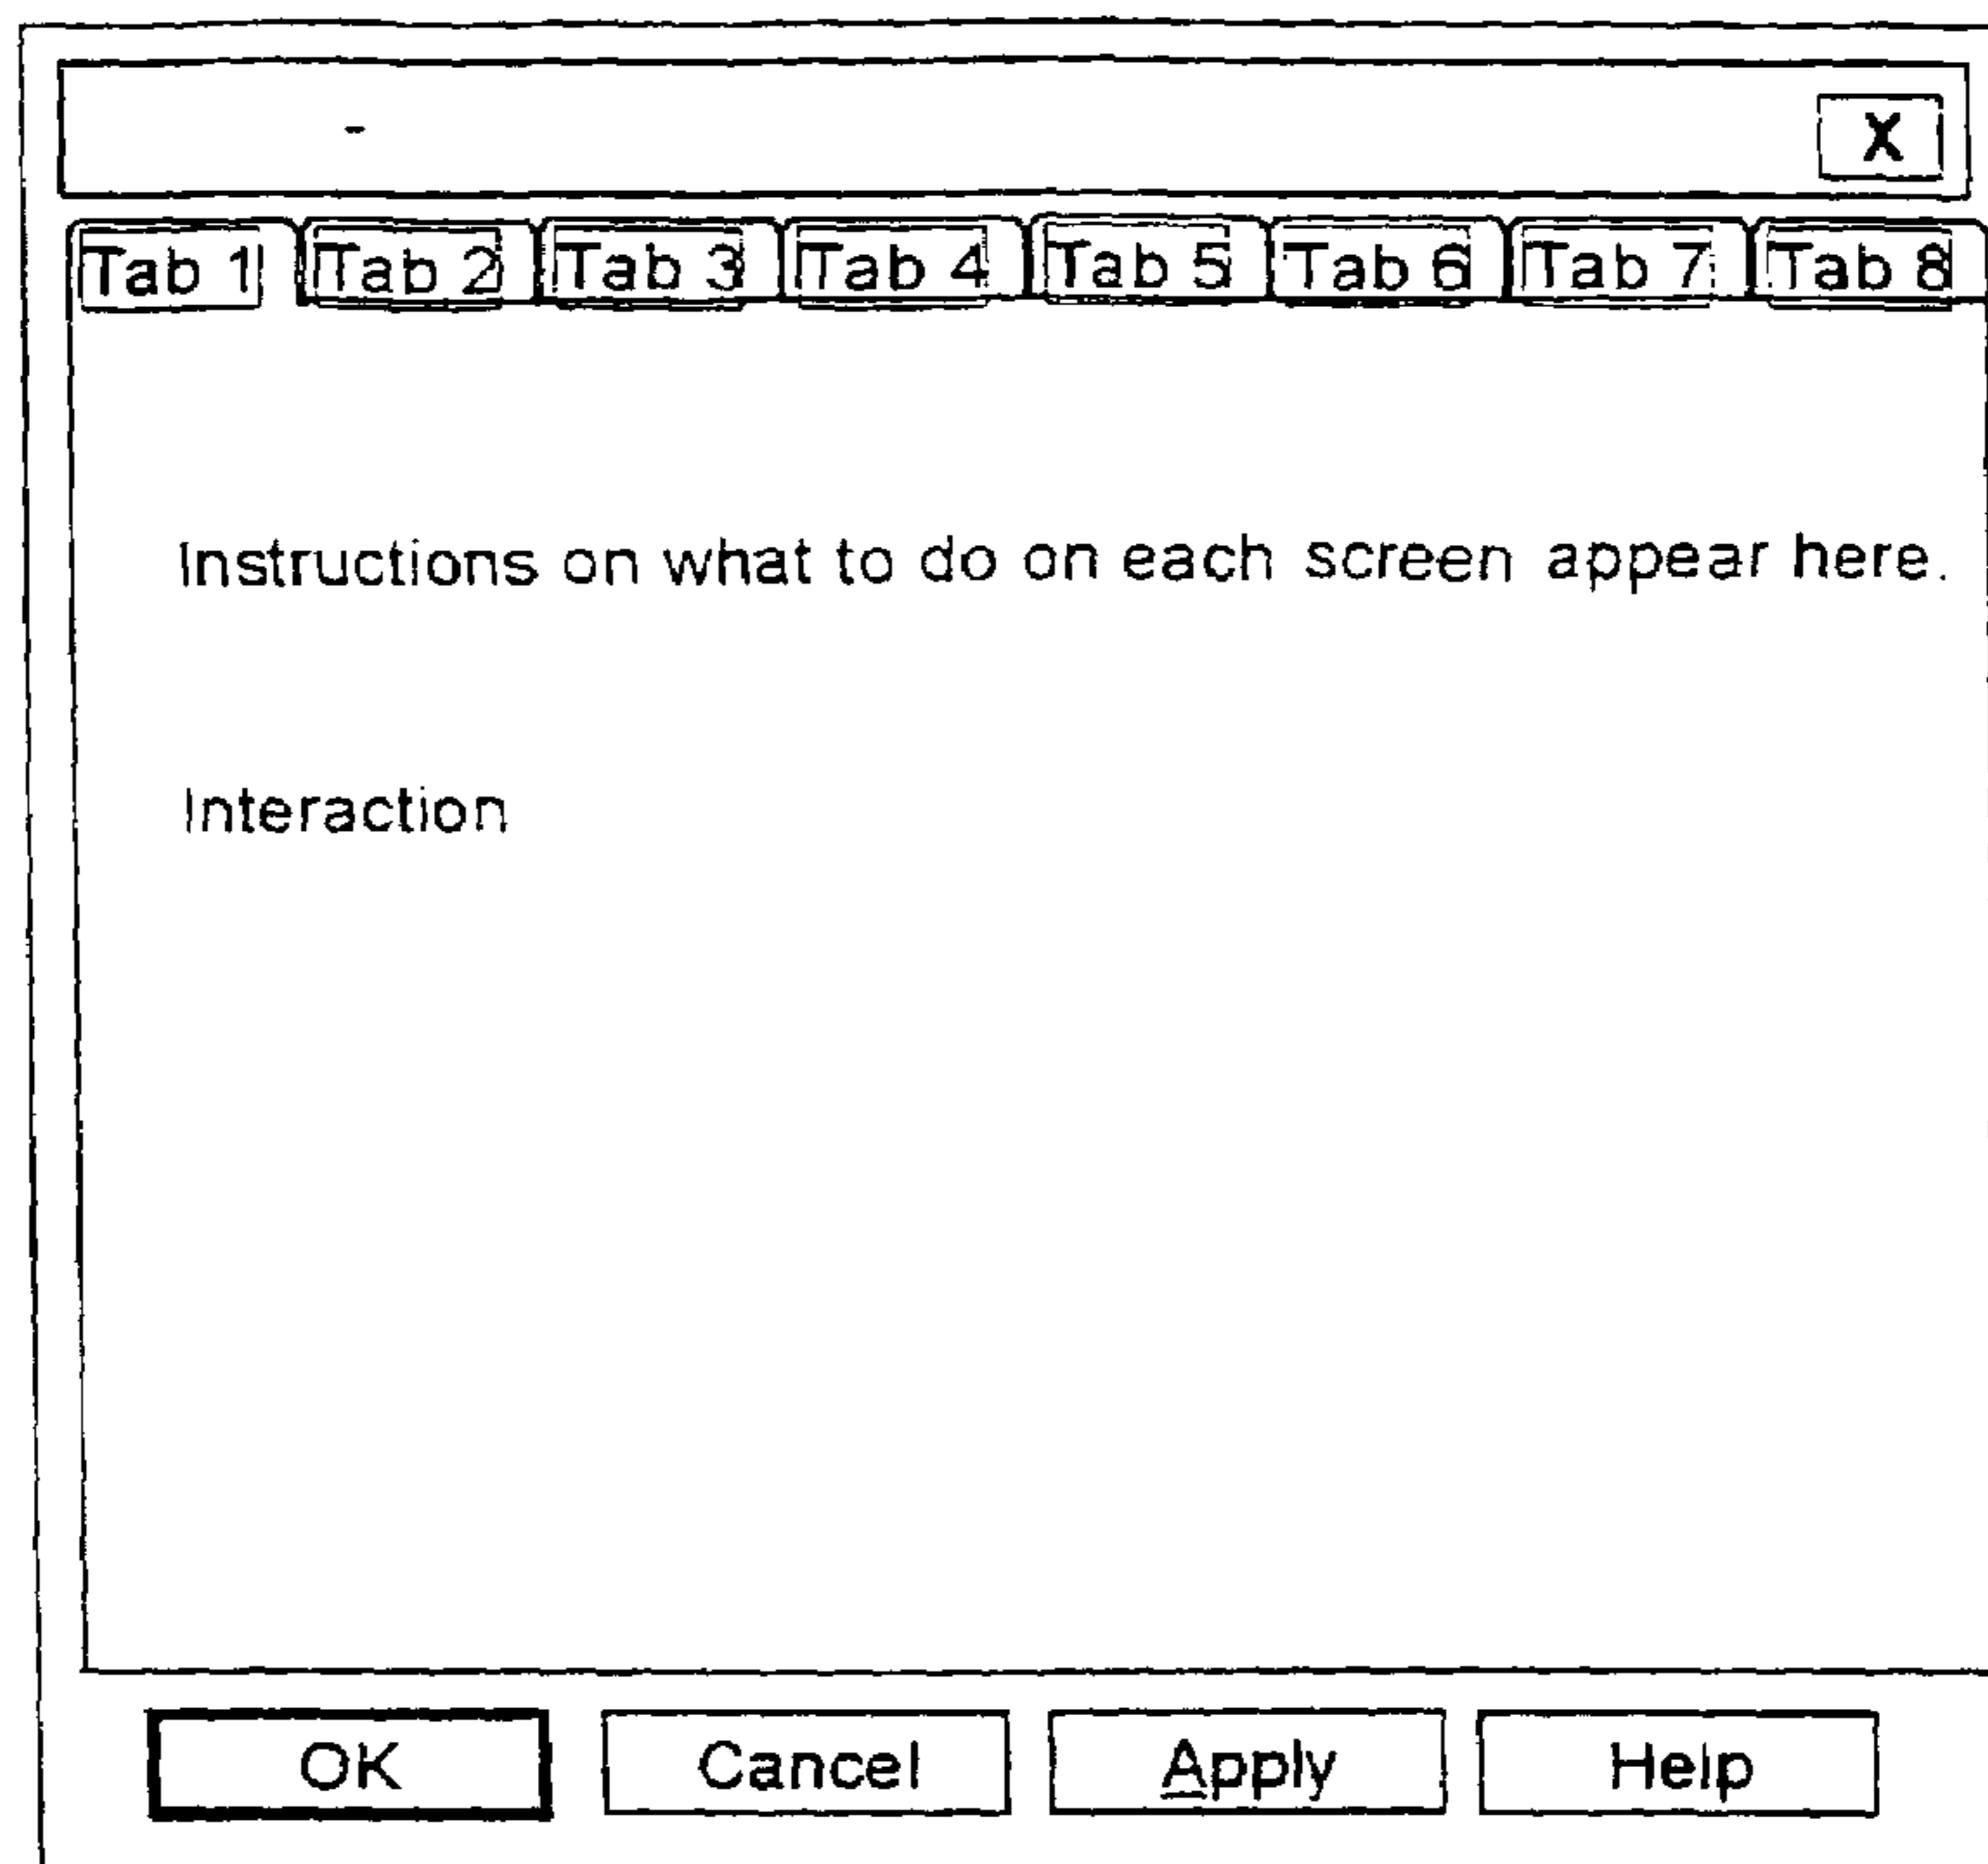 X
Tab 1 Tab 2 Tab 3 Tab 4 Tab 5 Tab 6 Tab 7 Tab 8
Instructions on what to do on each screen appear here.
Interaction
OK Cancel Apply Help